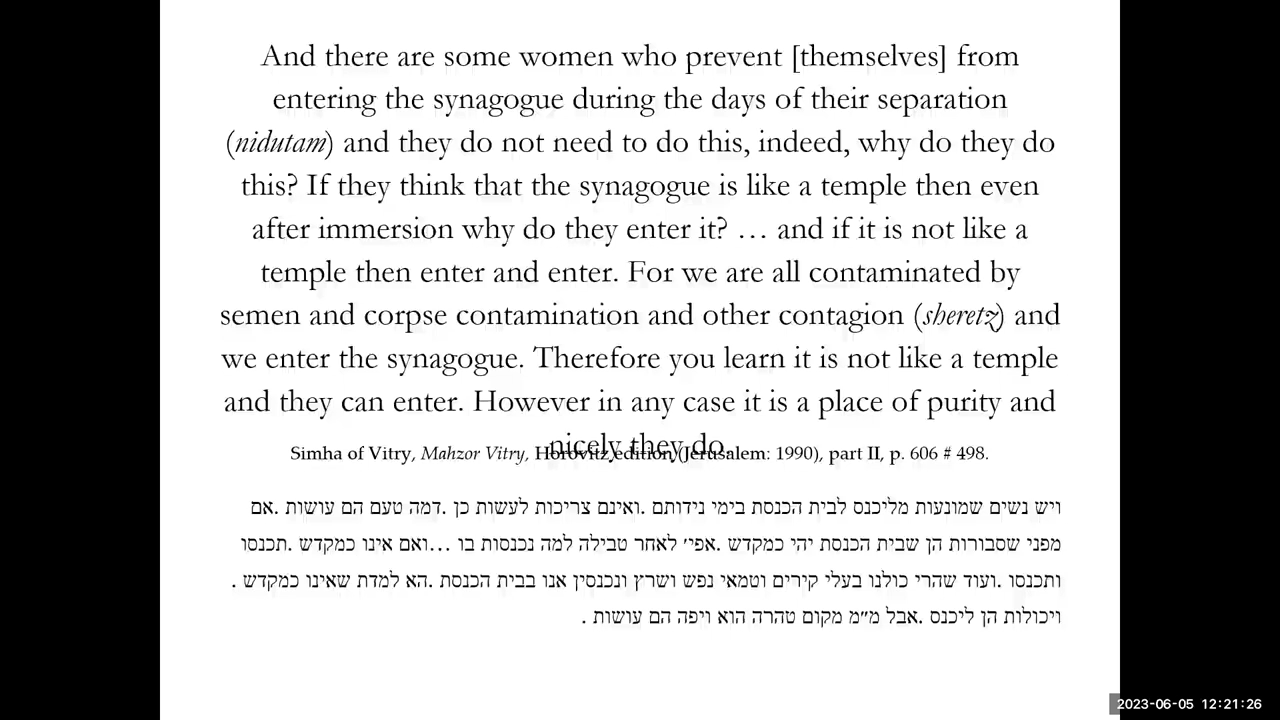 And there are some women who prevent [themselves] from
entering the synagogue during the days of their separation
(nidutam) and they do not need to do this, indeed, why do they do
this? If they think that the synagogue is like a temple then even
after immersion why do they enter it? … and if it is not like a
temple then enter and enter. For we are all contaminated by
semen and corpse contamination and other contagion (sheretz) and
we enter the synagogue. Therefore you learn it is not like a temple
and they can enter. However in any case it is a place of purity and
nicely they do.
Simha of Vitry, Mahzor Vitry, Horovitz edition (Jerusalem: 1990), part II, p. 606 # 498.
ויש נשים שמונעות מליכנס לבית הכנסת בימי נידותם .ואינם צריכות לעשות כן .דמה טעם הם עושות .אם
מפני שסבורות הן שבית הכנסת יהי כמקדש .אפי׳ לאחר טבילה למה נכנסות בו …ואם אינו כמקדש .תכנסו
ותכנסו .ועוד שהרי כולנו בעלי קירים וטמאי נפש ושרץ ונכנסין אנו בבית הכנסת .הא למדת שאינו כמקדש .
ויכולות הן ליכנס .אבל מ״מ מקום טהרה הוא ויפה הם עושות .
2023-06-05 12:21:26